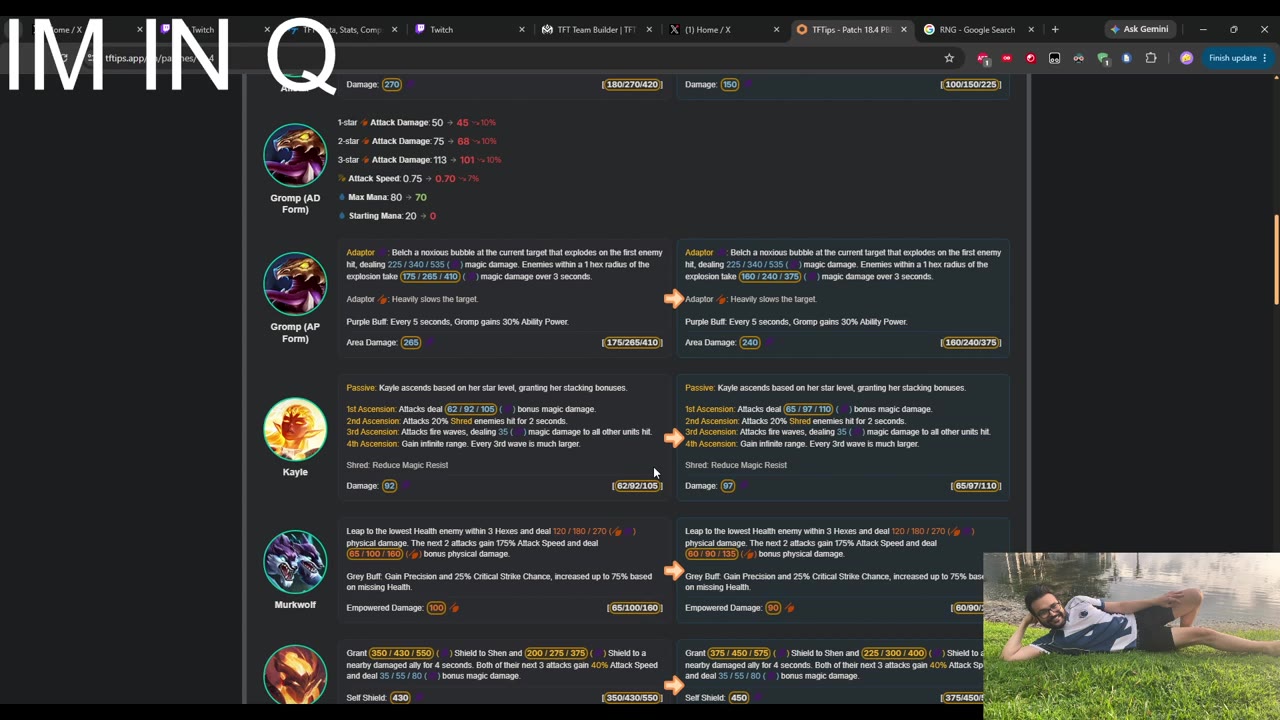 IM IN Q
Home / X
Twitch
Twitch
TFT Team Builder | TFT
(1) Home / X
TFTips - Patch 18.4 PBE
RNG - Google Search
Ask Gemini
Finish update
Damage: 270 [180/270/420]
Damage: 150 [100/150/225]
1-star Attack Damage: 50 → 45 10%
2-star Attack Damage: 75 → 68 10%
3-star Attack Damage: 113 → 101 10%
Attack Speed: 0.75 → 0.70 7%
Max Mana: 80 → 70
Starting Mana: 20 → 0
Gromp (AD
Form)
Adaptor : Belch a noxious bubble at the current target that explodes on the first enemy
hit, dealing 225 / 340 / 535 ( ) magic damage. Enemies within a 1 hex radius of the
explosion take 175 / 265 / 410 ( ) magic damage over 3 seconds.
Adaptor : Heavily slows the target.
Purple Buff: Every 5 seconds, Gromp gains 30% Ability Power.
Area Damage: 265 [175/265/410]
Adaptor : Belch a noxious bubble at the current target that explodes on the first enemy
hit, dealing 225 / 340 / 535 ( ) magic damage. Enemies within a 1 hex radius of the
explosion take 160 / 240 / 375 ( ) magic damage over 3 seconds.
Adaptor : Heavily slows the target.
Purple Buff: Every 5 seconds, Gromp gains 30% Ability Power.
Area Damage: 240 [160/240/375]
Gromp (AP
Form)
Passive: Kayle ascends based on her star level, granting her stacking bonuses.
1st Ascension: Attacks deal 62 / 92 / 105 ( ) bonus magic damage.
2nd Ascension: Attacks 20% Shred enemies hit for 2 seconds.
3rd Ascension: Attacks fire waves, dealing 35 ( ) magic damage to all other units hit.
4th Ascension: Gain infinite range. Every 3rd wave is much larger.
Shred: Reduce Magic Resist
Damage: 92 [62/92/105]
Passive: Kayle ascends based on her star level, granting her stacking bonuses.
1st Ascension: Attacks deal 65 / 97 / 110 ( ) bonus magic damage.
2nd Ascension: Attacks 20% Shred enemies hit for 2 seconds.
3rd Ascension: Attacks fire waves, dealing 35 ( ) magic damage to all other units hit.
4th Ascension: Gain infinite range. Every 3rd wave is much larger.
Shred: Reduce Magic Resist
Damage: 97 [65/97/110]
Kayle
Leap to the lowest Health enemy within 3 Hexes and deal 120 / 180 / 270 ( )
physical damage. The next 2 attacks gain 175% Attack Speed and deal
65 / 100 / 160 ( ) bonus physical damage.
Grey Buff: Gain Precision and 25% Critical Strike Chance, increased up to 75% based
on missing Health.
Empowered Damage: 100 [65/100/160]
Leap to the lowest Health enemy within 3 Hexes and deal 120 / 180 / 270 ( )
physical damage. The next 2 attacks gain 175% Attack Speed and deal
60 / 90 / 135 ( ) bonus physical damage.
Grey Buff: Gain Precision and 25% Critical Strike Chance, increased up to 75% based
on missing Health.
Empowered Damage: 90 [60/90/
Murkwolf
Grant 350 / 430 / 550 ( ) Shield to Shen and 200 / 275 / 375 ( ) Shield to a
nearby damaged ally for 4 seconds. Both of their next 3 attacks gain 40% Attack Speed
and deal 35 / 55 / 80 ( ) bonus magic damage.
Self Shield: 430 [350/430/550]
Grant 375 / 450 / 575 ( ) Shield to Shen and 225 / 300 / 400 ( ) Shield to a
nearby damaged ally for 4 seconds. Both of their next 3 attacks gain 40% Attack Sp
and deal 35 / 55 / 80 ( ) bonus magic damage.
Self Shield: 450 [375/450/5